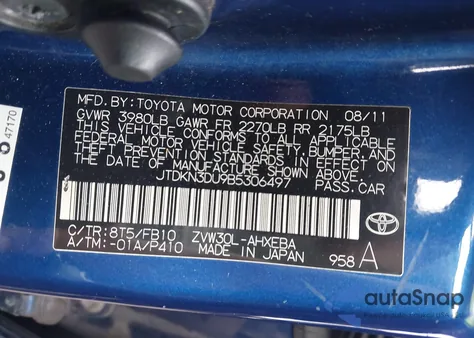 MFD. BY: TOYOTA MOTOR CORPORATION 08/11
GVWR 3980LB GAWR FR 2270LB RR 2175LB
THIS VEHICLE CONFORMS TO ALL APPLICABLE
FEDERAL MOTOR VEHICLE SAFETY, BUMPER, AND
THEFT PREVENTION STANDARDS IN EFFECT ON
THE DATE OF MANUFACTURE SHOWN ABOVE.
JTDKN3DU9B5306497 PASS. CAR
C/TR: 8T5/FB10 ZVW30L-AHXEBA
A/TM: -01A/P410 MADE IN JAPAN 958 A
TOYOTA
47170
autoSnap